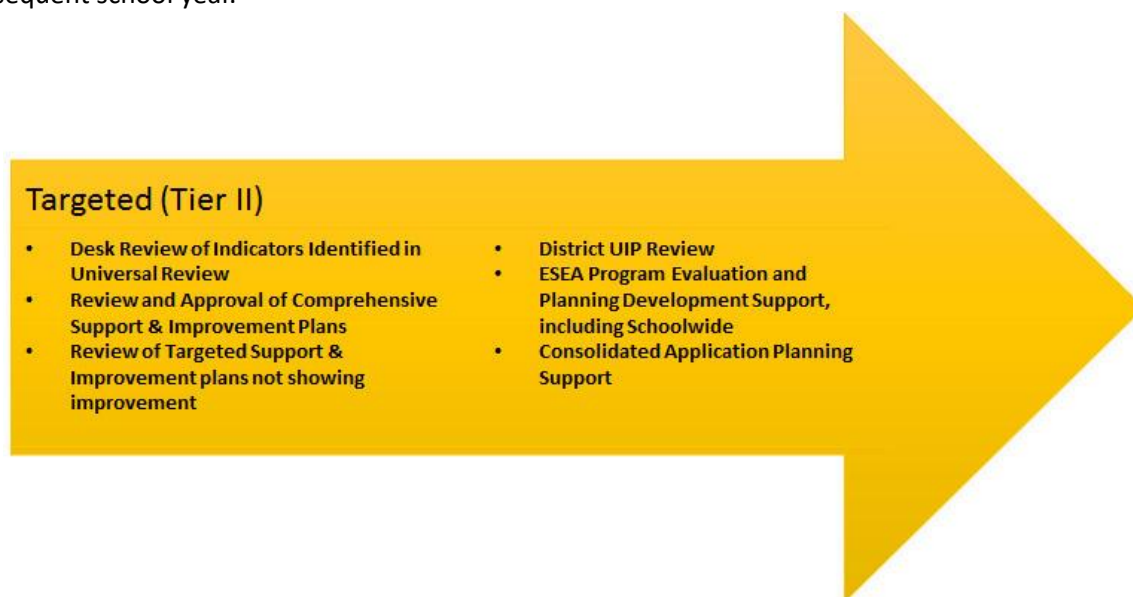 sequent school year.
Targeted (Tier II)
• Desk Review of Indicators Identified in
Universal Review
• Review and Approval of Comprehensive
Support & Improvement Plans
• Review of Targeted Support &
Improvement plans not showing
improvement
• District UIP Review
• ESEA Program Evaluation and
Planning Development Support,
including Schoolwide
• Consolidated Application Planning
Support